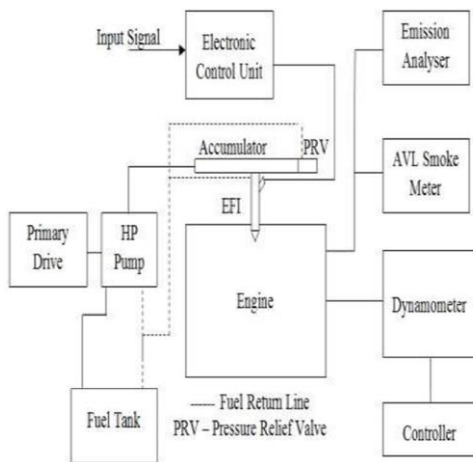 Input Signal
Electronic
Control Unit
Emission
Analyser
Accumulator
PRV
AVL Smoke
Meter
EFI
Primary
Drive
HP
Pump
Engine
Dynamometer
Fuel Tank
----- Fuel Return Line
PRV – Pressure Relief Valve
Controller